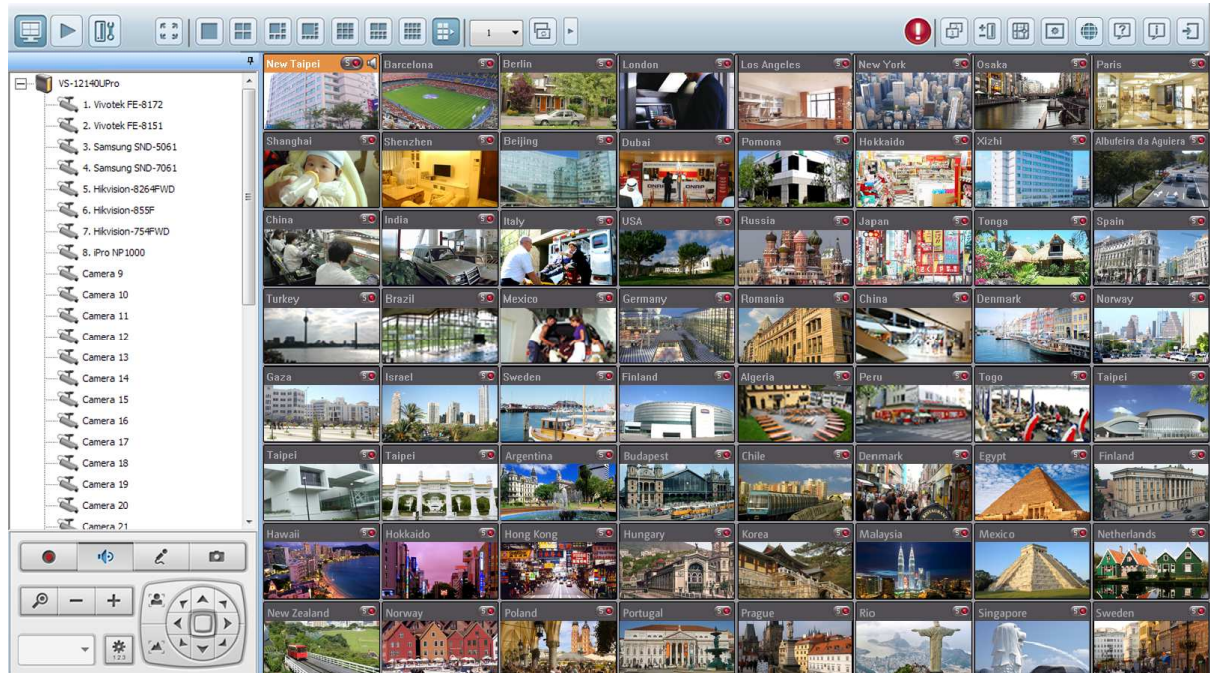 1
VS-12140UPro
1. Vivotek FE-8172
2. Vivotek FE-8151
3. Samsung SND-5061
4. Samsung SND-7061
5. Hikvision-8264FWD
6. Hikvision-855F
7. Hikvision-754FWD
8. iPro NP1000
Camera 9
Camera 10
Camera 11
Camera 12
Camera 13
Camera 14
Camera 15
Camera 16
Camera 17
Camera 18
Camera 19
Camera 20
Camera 21
123
New Taipei Barcelona Berlin London Los Angeles New York Osaka Paris
Shanghai Shenzhen Beijing Dubai Pomona Hokkaido Xizhi Albufeira da Aguiera
China India Italy USA Russia Japan Tonga Spain
Turkey Brazil Mexico Germany Romania China Denmark Norway
Gaza Israel Sweden Finland Algeria Peru Togo Taipei
Taipei Taipei Argentina Budapest Chile Denmark Egypt Finland
Hawaii Hokkaido Hong Kong Hungary Korea Malaysia Mexico Netherlands
New Zealand Norway Poland Portugal Prague Rio Singapore Sweden